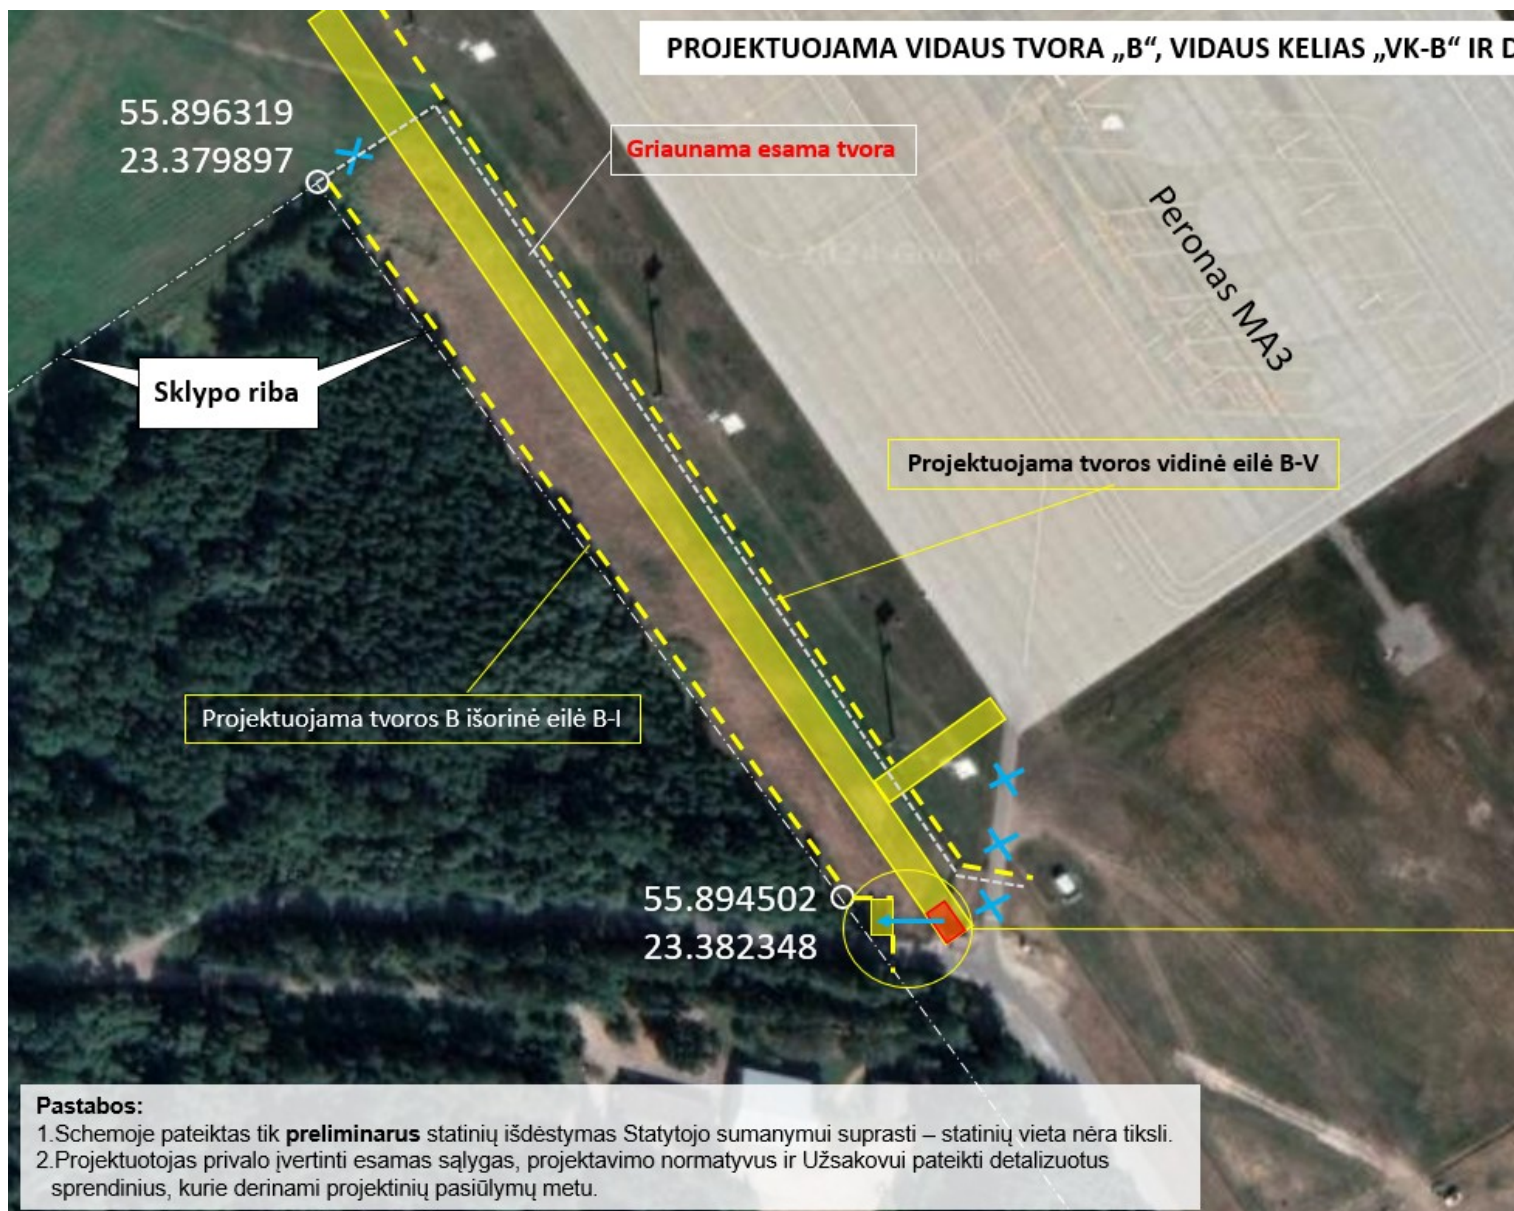 PROJEKTUOJAMA VIDAUS TVORA „B“, VIDAUS KELIAS „VK-B“ IR D
55.896319
23.379897
Griaunama esama tvora
Peronas MA3
Sklypo riba
Projektuojama tvoros vidinė eilė B-V
Projektuojama tvoros B išorinė eilė B-I
55.894502
23.382348
Pastabos:
1.Schemoje pateiktas tik preliminarus statinių išdėstymas Statytojo sumanymui suprasti – statinių vieta nėra tiksli.
2.Projektuotojas privalo įvertinti esamas sąlygas, projektavimo normatyvus ir Užsakovui pateikti detalizuotus
sprendinius, kurie derinami projektinių pasiūlymų metu.